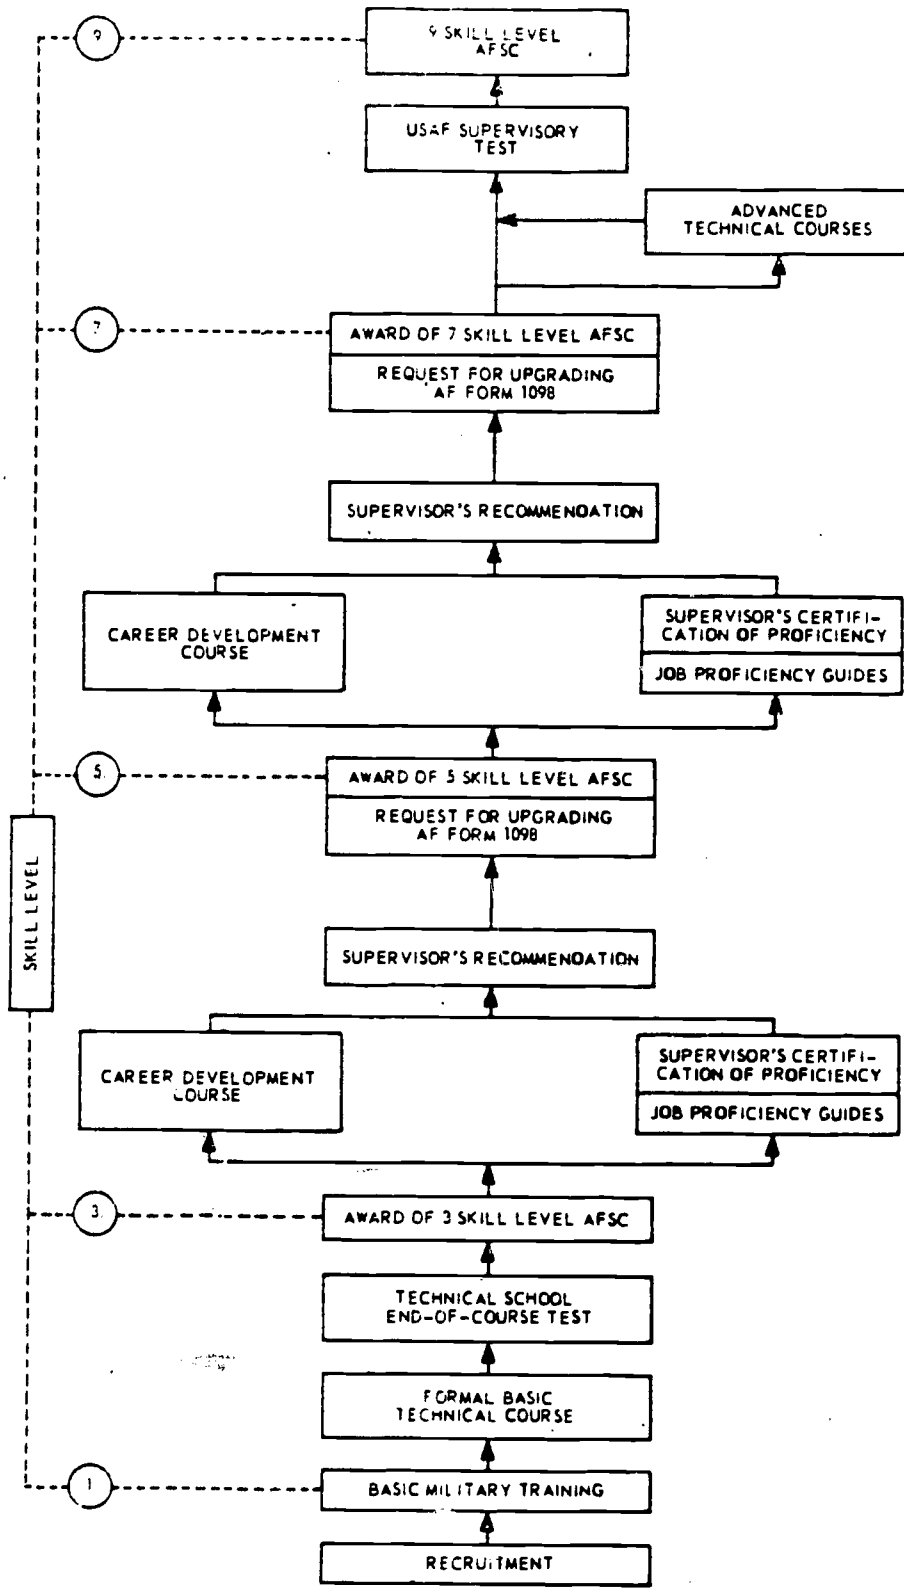 9
9 SKILL LEVEL
AFSC
USAF SUPERVISORY
TEST
ADVANCED
TECHNICAL COURSES
7
AWARD OF 7 SKILL LEVEL AFSC
REQUEST FOR UPGRADING
AF FORM 1098
SUPERVISOR'S RECOMMENDATION
CAREER DEVELOPMENT
COURSE
SUPERVISOR'S CERTIFI-
CATION OF PROFICIENCY
JOB PROFICIENCY GUIDES
5
AWARD OF 5 SKILL LEVEL AFSC
REQUEST FOR UPGRADING
AF FORM 1098
SKILL LEVEL
SUPERVISOR'S RECOMMENDATION
CAREER DEVELOPMENT
COURSE
SUPERVISOR'S CERTIFI-
CATION OF PROFICIENCY
JOB PROFICIENCY GUIDES
3
AWARD OF 3 SKILL LEVEL AFSC
TECHNICAL SCHOOL
END-OF-COURSE TEST
FORMAL BASIC
TECHNICAL COURSE
1
BASIC MILITARY TRAINING
RECRUITMENT